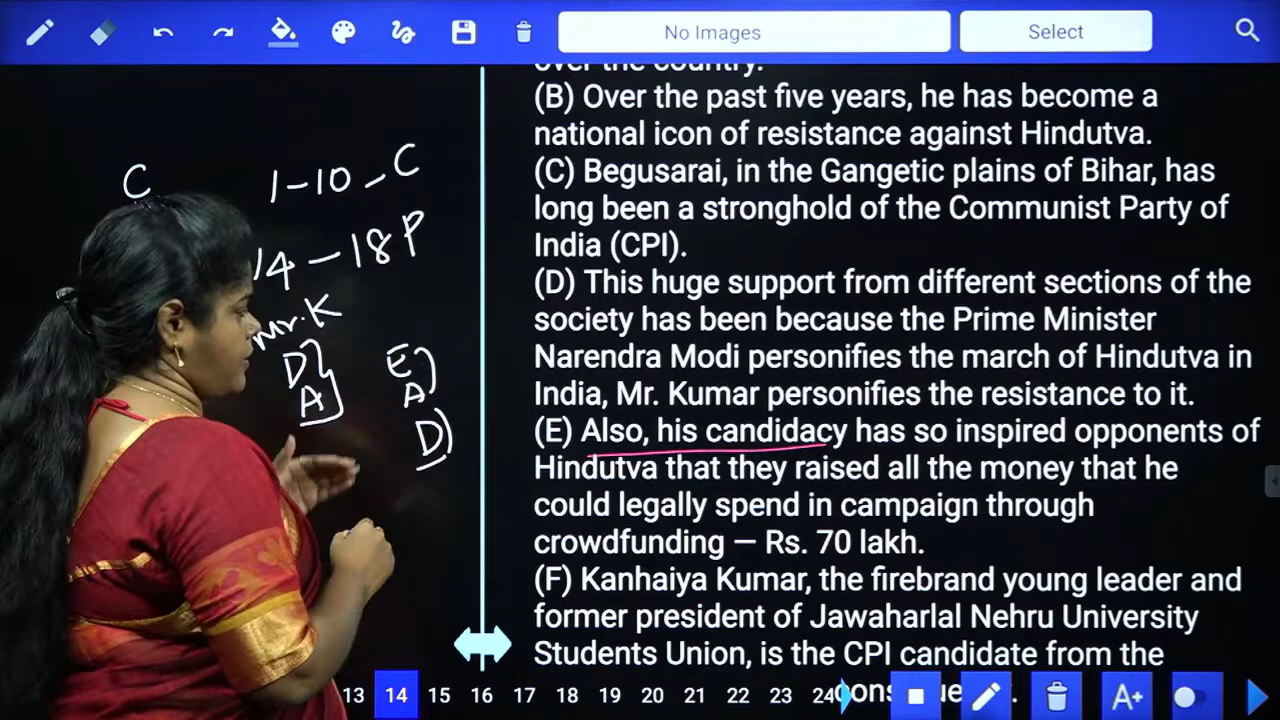 No Images
Select
over the country.
(B) Over the past five years, he has become a
national icon of resistance against Hindutva.
(C) Begusarai, in the Gangetic plains of Bihar, has
long been a stronghold of the Communist Party of
India (CPI).
(D) This huge support from different sections of the
society has been because the Prime Minister
Narendra Modi personifies the march of Hindutva in
India, Mr. Kumar personifies the resistance to it.
(E) Also, his candidacy has so inspired opponents of
Hindutva that they raised all the money that he
could legally spend in campaign through
crowdfunding — Rs. 70 lakh.
(F) Kanhaiya Kumar, the firebrand young leader and
former president of Jawaharlal Nehru University
Students Union, is the CPI candidate from the
C
1-10 - C
14 - 18 P
Mr. K
D}
A
E)
A
D)
13 14 15 16 17 18 19 20 21 22 23 24
A+